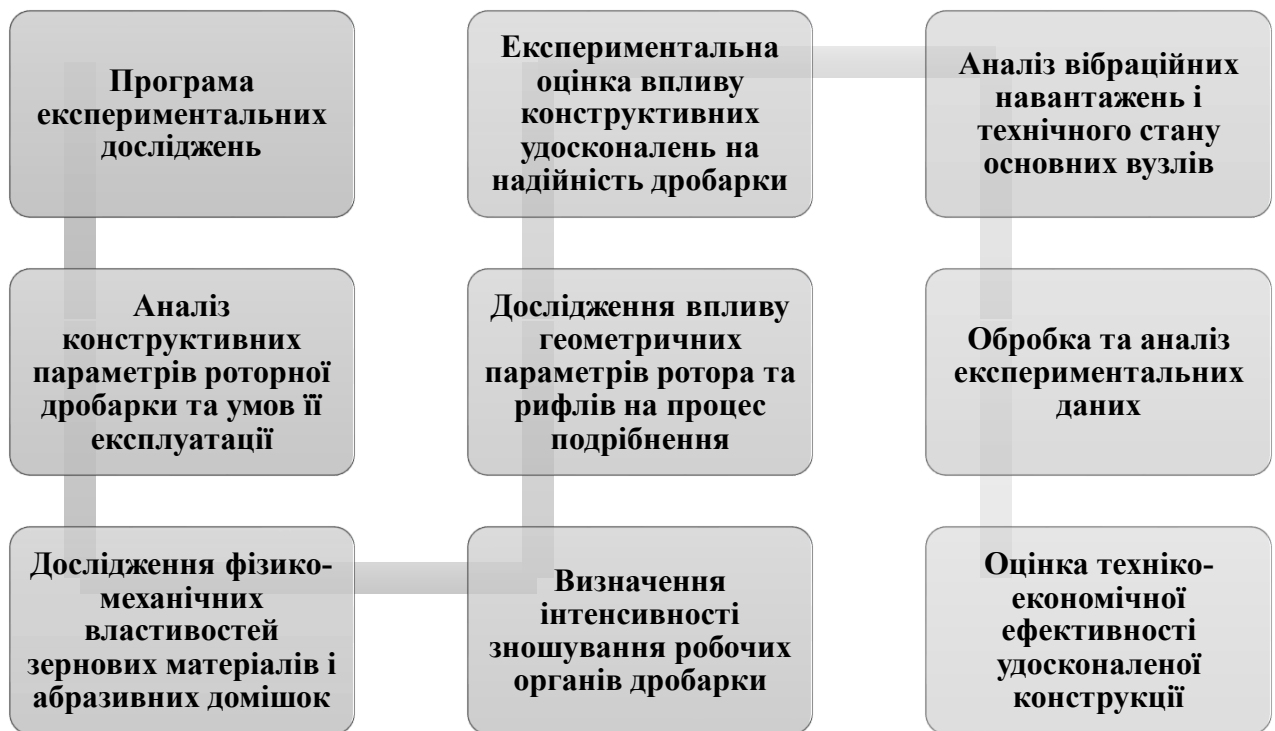 Програма
експериментальних
досліджень
Аналіз
конструктивних
параметрів роторної
дробарки та умов її
експлуатації
Дослідження фізико-
механічних
властивостей
зернових матеріалів і
абразивних домішок
Визначення
інтенсивності
зношування робочих
органів дробарки
Дослідження впливу
геометричних
параметрів ротора та
рифлів на процес
подрібнення
Експериментальна
оцінка впливу
конструктивних
удосконалень на
надійність дробарки
Аналіз вібраційних
навантажень і
технічного стану
основних вузлів
Обробка та аналіз
експериментальних
даних
Оцінка техніко-
економічної
ефективності
удосконаленої
конструкції